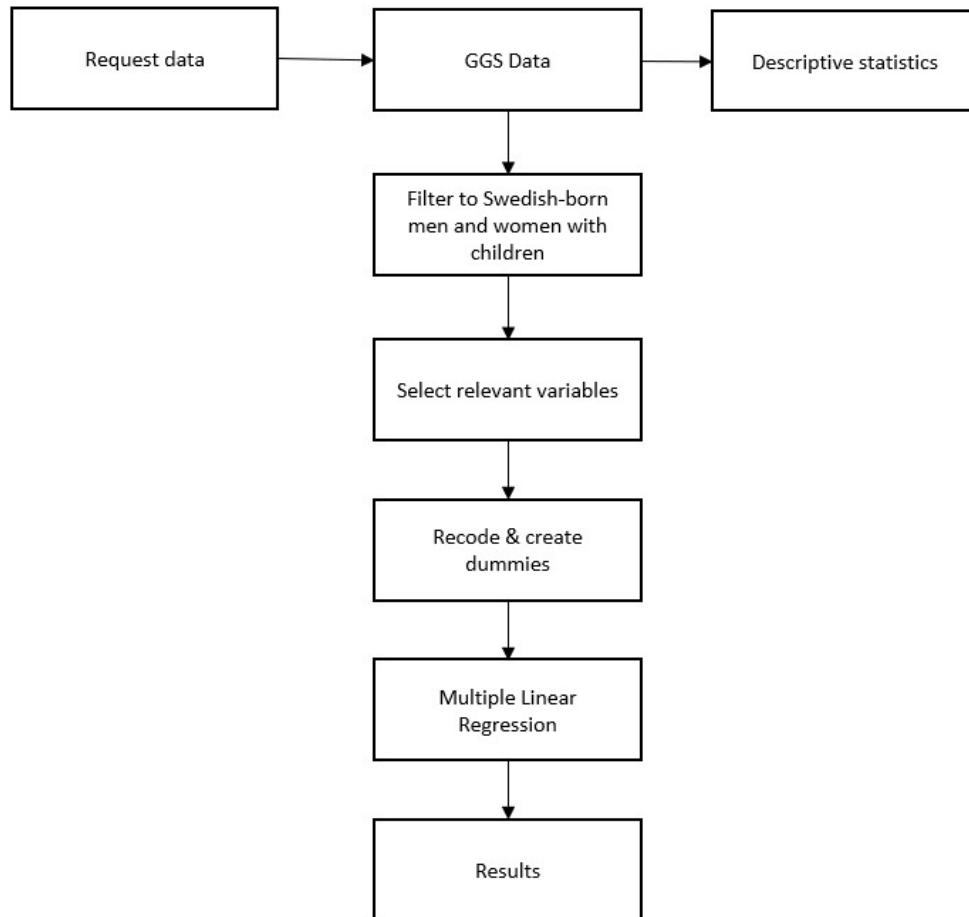 Request data
GGS Data
Descriptive statistics
Filter to Swedish-born
men and women with
children
Select relevant variables
Recode & create
dummies
Multiple Linear
Regression
Results